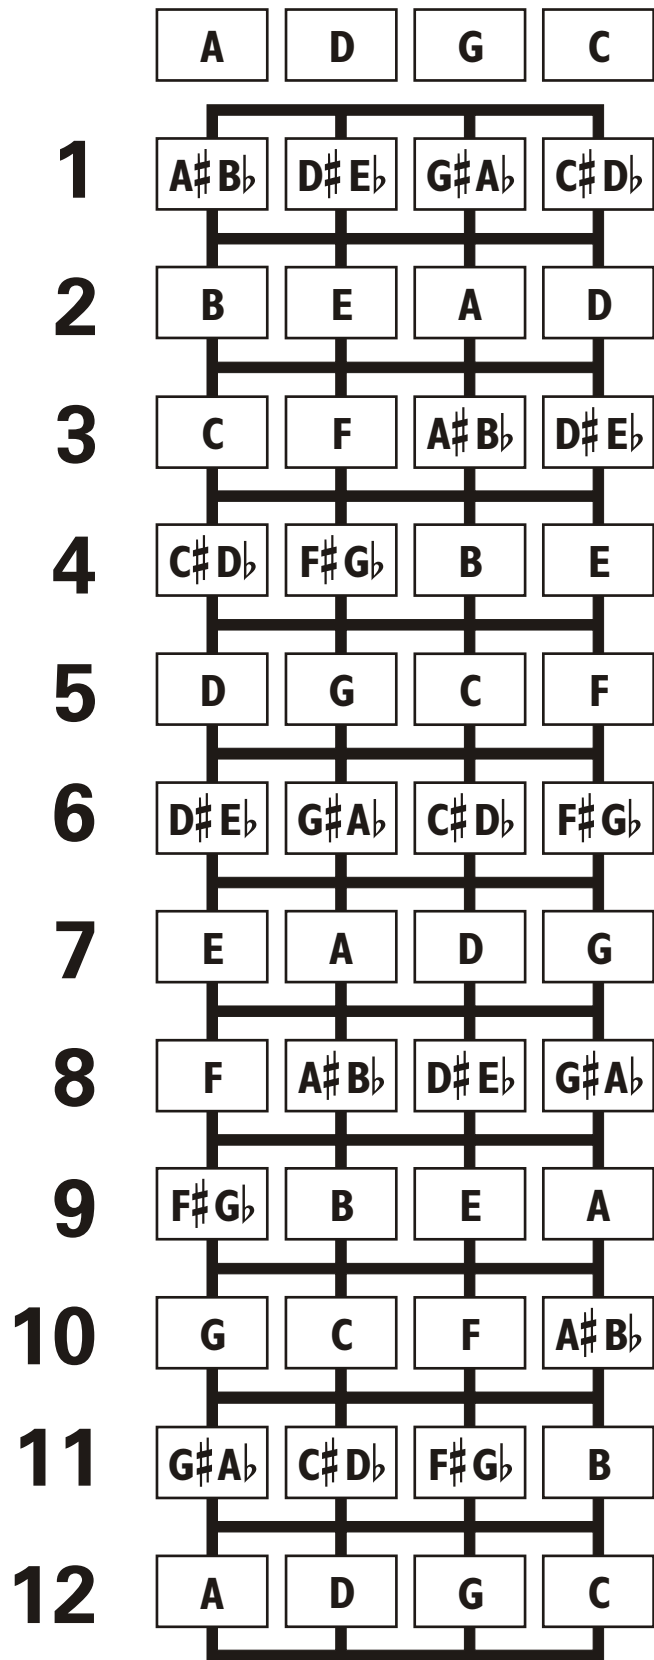 A D G C
1 A♯B♭ D♯E♭ G♯A♭ C♯D♭
2 B E A D
3 C F A♯B♭ D♯E♭
4 C♯D♭ F♯G♭ B E
5 D G C F
6 D♯E♭ G♯A♭ C♯D♭ F♯G♭
7 E A D G
8 F A♯B♭ D♯E♭ G♯A♭
9 F♯G♭ B E A
10 G C F A♯B♭
11 G♯A♭ C♯D♭ F♯G♭ B
12 A D G C